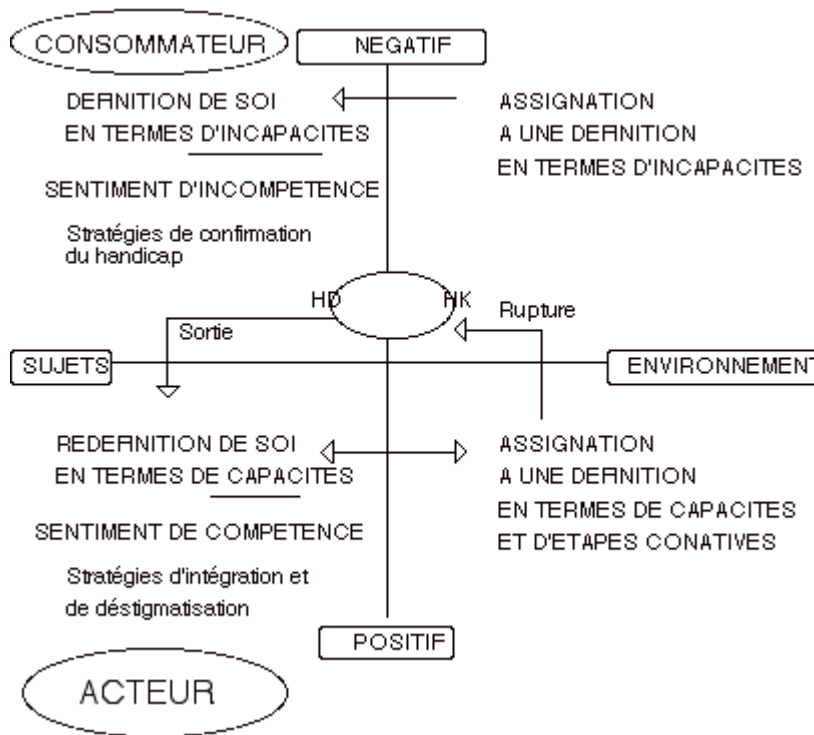 CONSOMMATEUR
NEGATIF
DEFINITION DE SOI
EN TERMES D'INCAPACITES
ASSIGNATION
A UNE DEFINITION
EN TERMES D'INCAPACITES
SENTIMENT D'INCOMPETENCE
Stratégies de confirmation
du handicap
HD
HK
Rupture
Sortie
SUJETS
ENVIRONNEMENT
REDEFINITION DE SOI
EN TERMES DE CAPACITES
ASSIGNATION
A UNE DEFINITION
EN TERMES DE CAPACITES
ET D'ETAPES CONATIVES
SENTIMENT DE COMPETENCE
Stratégies d'intégration et
de déstigmatisation
POSITIF
ACTEUR